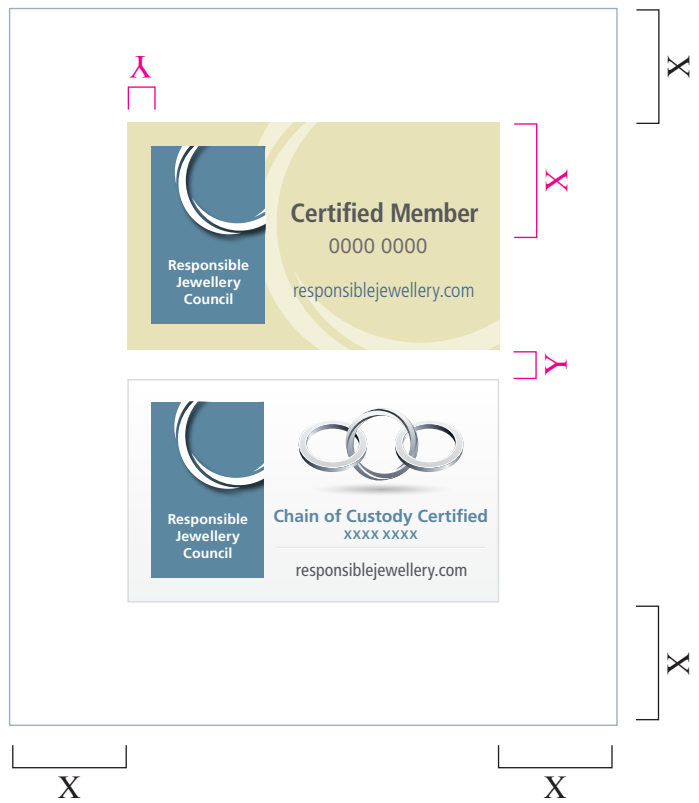 X
Y
X
Responsible
Jewellery
Council
Certified Member
0000 0000
responsiblejewellery.com
Y
Responsible
Jewellery
Council
Chain of Custody Certified
XXXX XXXX
responsiblejewellery.com
X
X
X